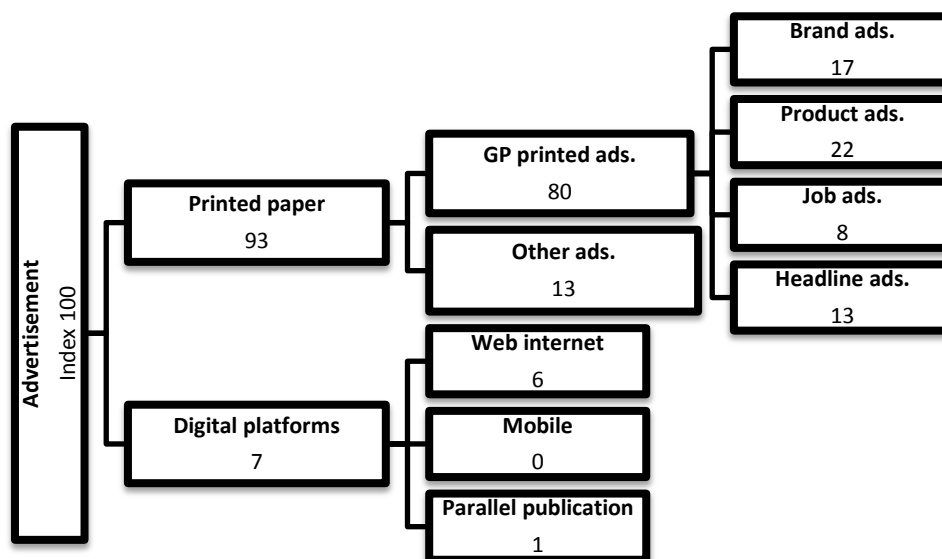 Advertisement
Index 100
Printed paper
93
Digital platforms
7
GP printed ads.
80
Other ads.
13
Web internet
6
Mobile
0
Parallel publication
1
Brand ads.
17
Product ads.
22
Job ads.
8
Headline ads.
13